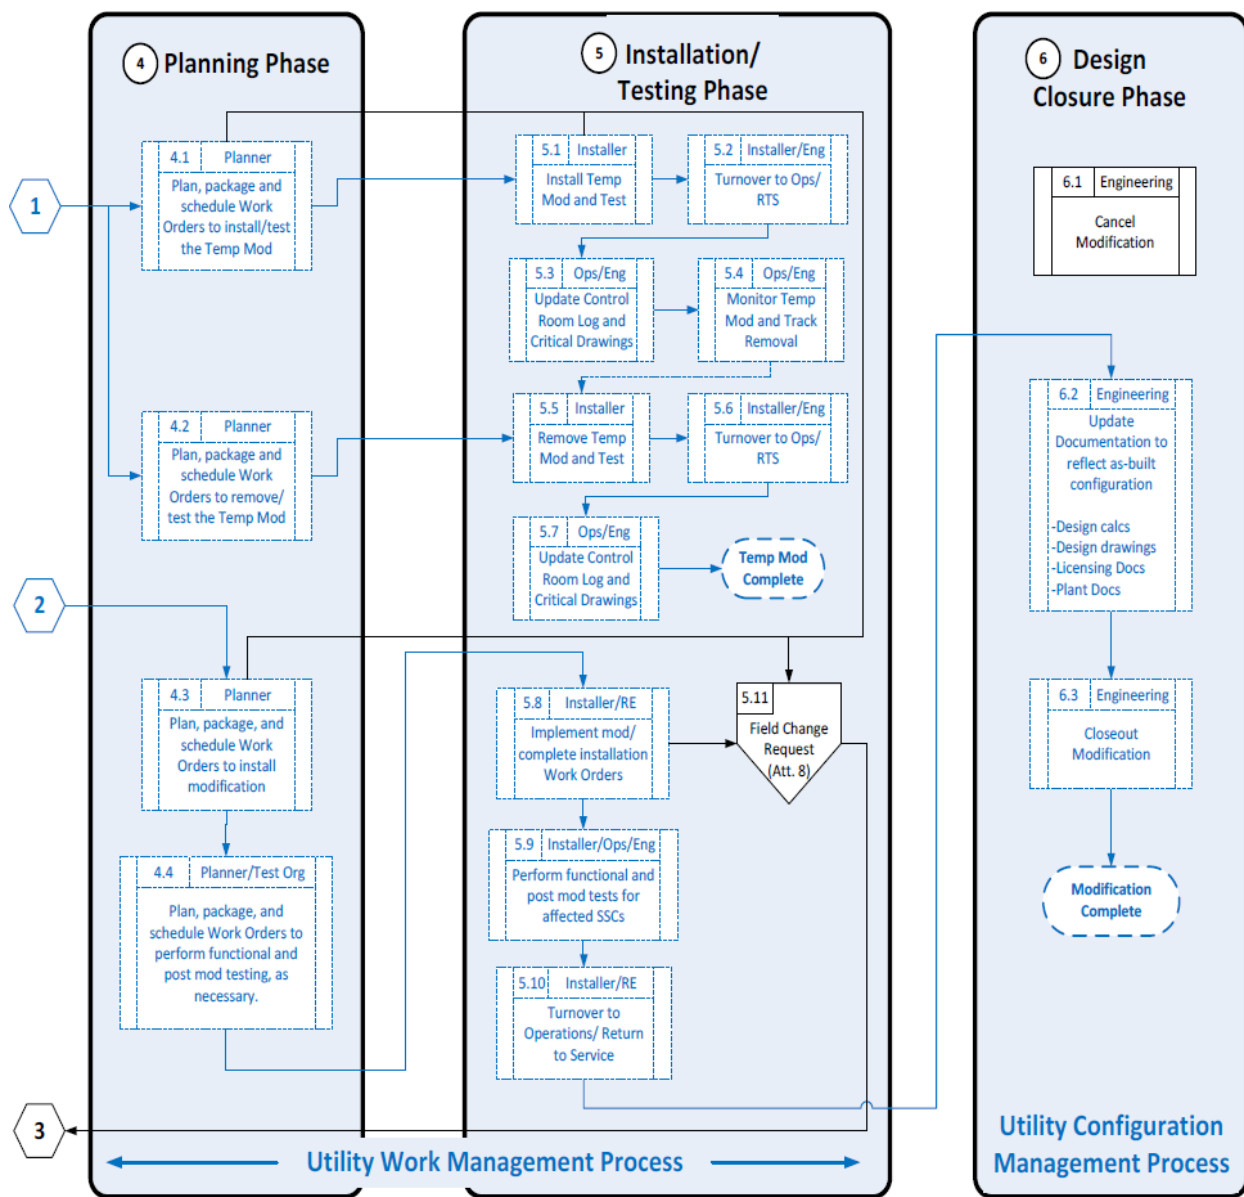 4 Planning Phase
5 Installation/
Testing Phase
6 Design
Closure Phase
1
4.1 Planner
Plan, package and
schedule Work
Orders to install/test
the Temp Mod
4.2 Planner
Plan, package and
schedule Work
Orders to remove/
test the Temp Mod
2
4.3 Planner
Plan, package, and
schedule Work
Orders to install
modification
4.4 Planner/Test Org
Plan, package, and
schedule Work Orders to
perform functional and
post mod testing, as
necessary.
3
5.1 Installer
Install Temp
Mod and Test
5.2 Installer/Eng
Turnover to Ops/
RTS
5.3 Ops/Eng
Update Control
Room Log and
Critical Drawings
5.4 Ops/Eng
Monitor Temp
Mod and Track
Removal
5.5 Installer
Remove Temp
Mod and Test
5.6 Installer/Eng
Turnover to Ops/
RTS
5.7 Ops/Eng
Update Control
Room Log and
Critical Drawings
Temp Mod
Complete
5.8 Installer/RE
Implement mod/
complete installation
Work Orders
5.11
Field Change
Request
(Att. 8)
5.9 Installer/Ops/Eng
Perform functional and
post mod tests for
affected SSCs
5.10 Installer/RE
Turnover to
Operations/ Return
to Service
6.1 Engineering
Cancel
Modification
6.2 Engineering
Update
Documentation to
reflect as-built
configuration
-Design calcs
-Design drawings
-Licensing Docs
-Plant Docs
6.3 Engineering
Closeout
Modification
Modification
Complete
Utility Work Management Process
Utility Configuration
Management Process